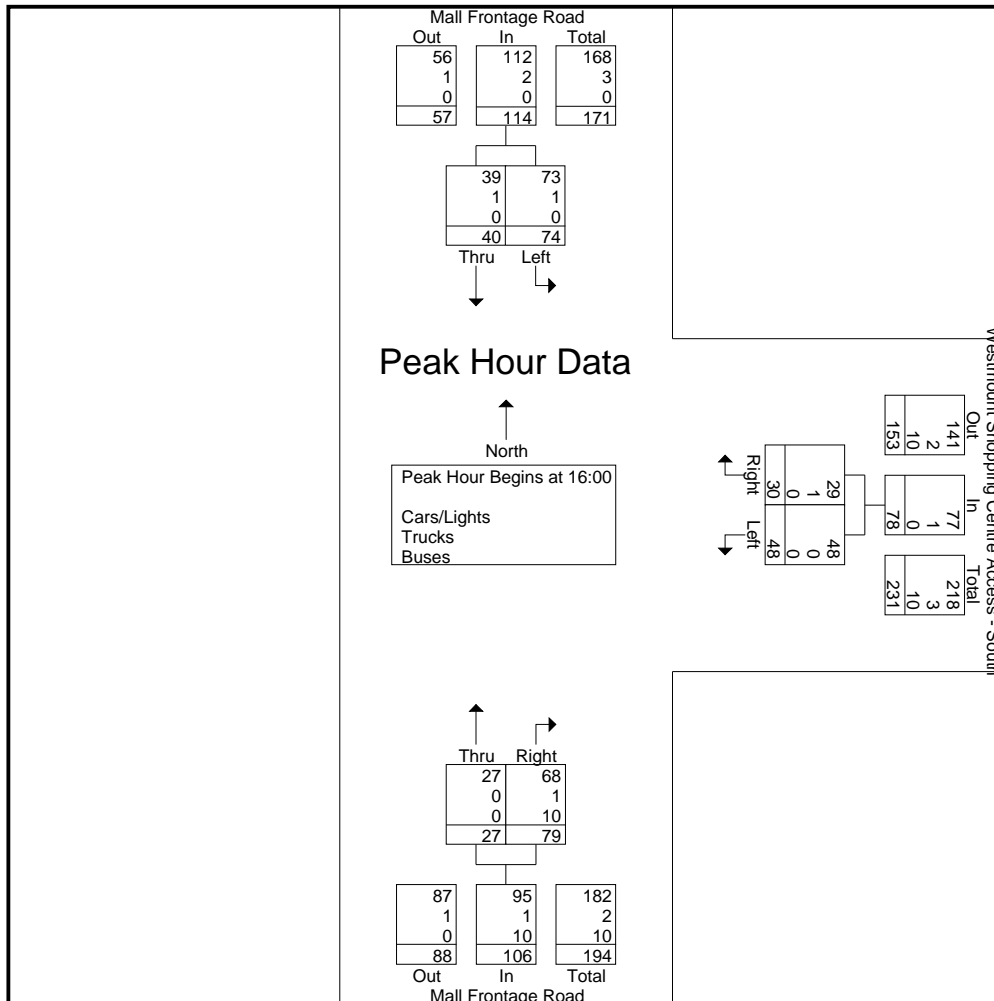 Mall Frontage Road
Out In Total
56 112 168
1 2 3
0 0 0
57 114 171
39 73
1 1
0 0
40 74
Thru Left
Peak Hour Data
North
Peak Hour Begins at 16:00
Cars/Lights
Trucks
Buses
Westmount Shopping Centre Access - South
Out In Total
141 77 218
2 1 3
10 0 10
153 78 231
29 48
1 0
0 0
30 48
Right Left
Thru Right
27 68
0 1
0 10
27 79
87 95 182
1 1 2
0 10 10
88 106 194
Out In Total
Mall Frontage Road